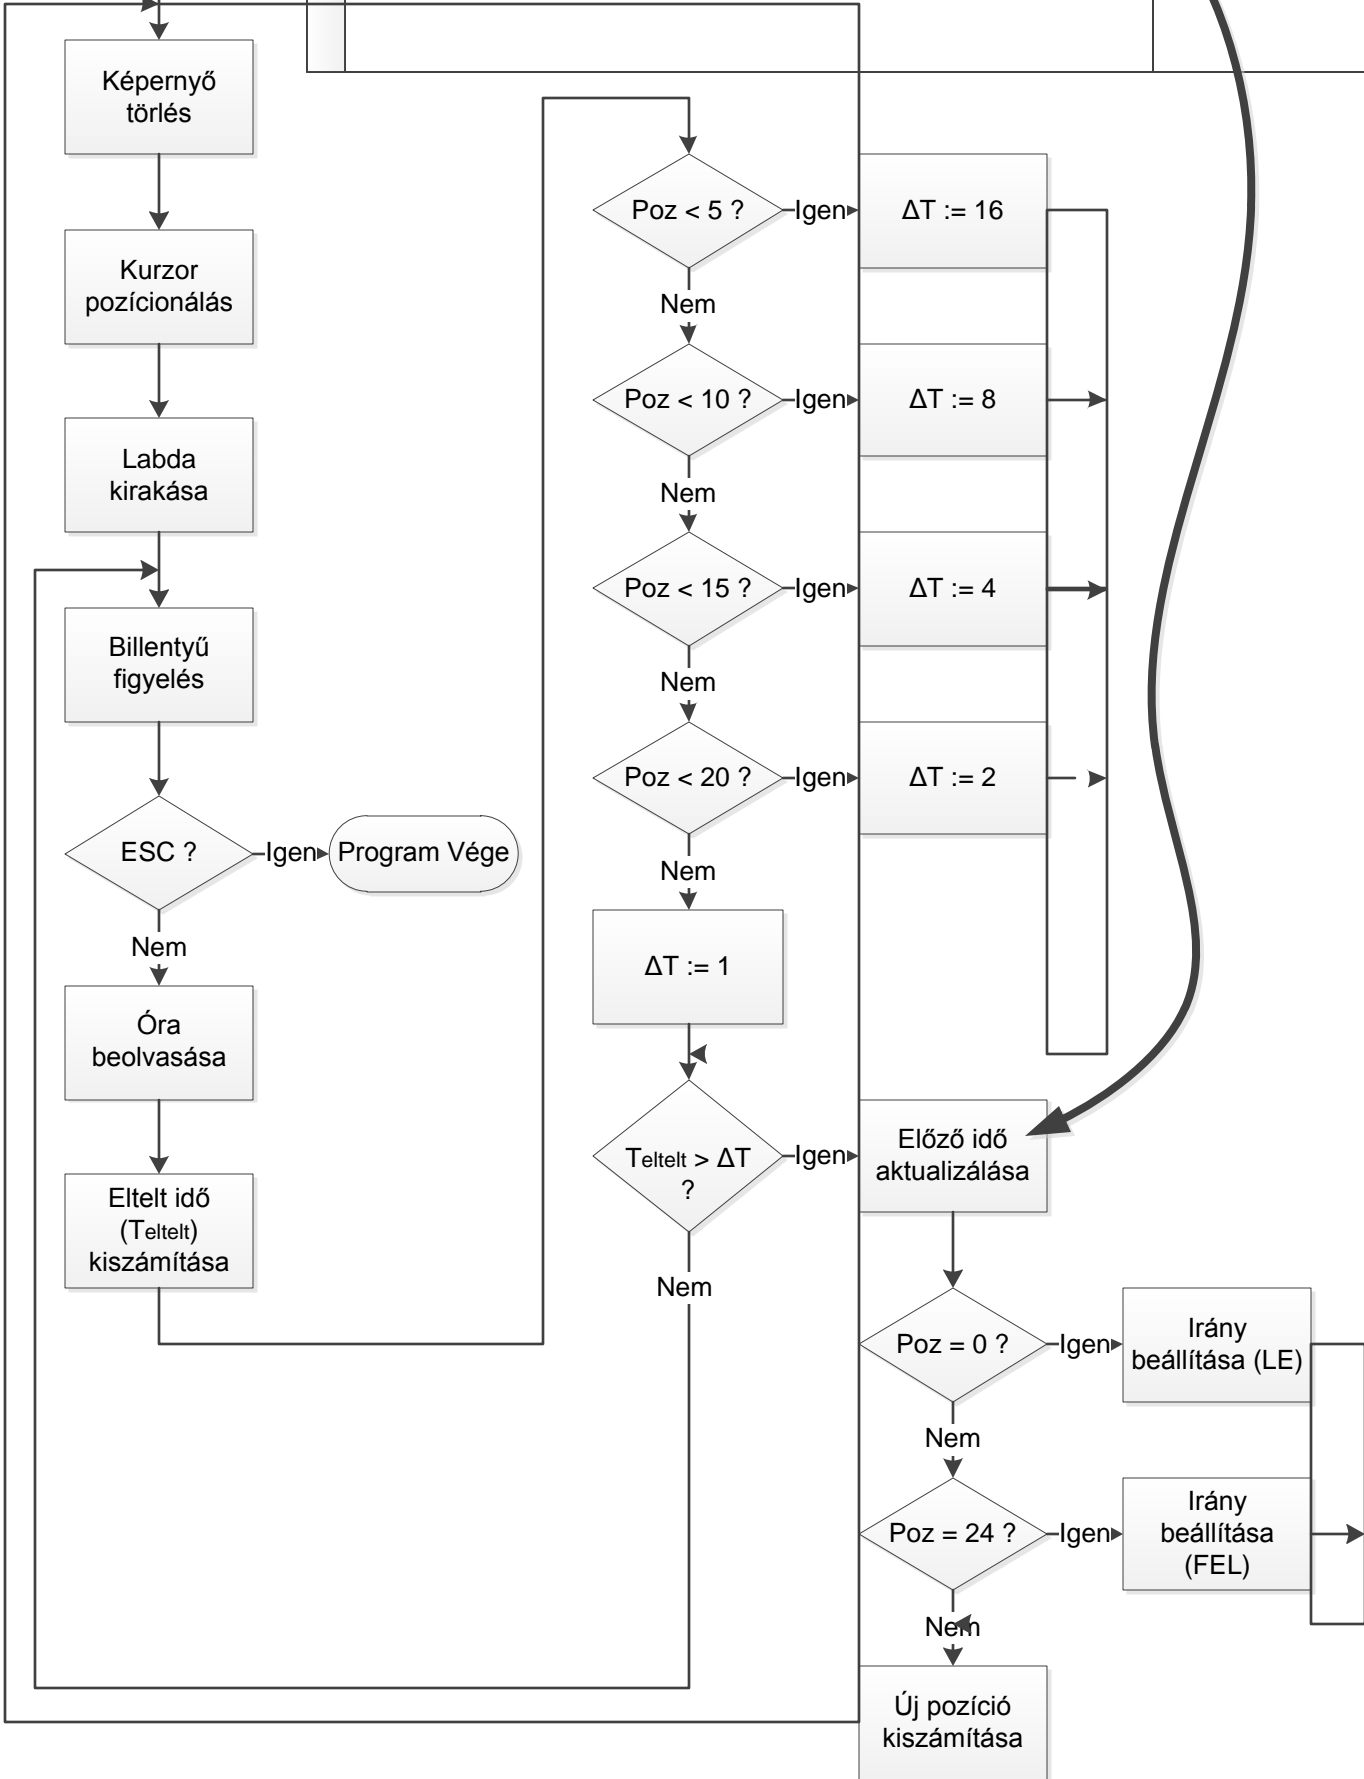 Képernyő
törlés
Kurzor
pozícionálás
Labda
kirakása
Billentyű
figyelés
ESC ?
Igen
Program Vége
Nem
Óra
beolvasása
Eltelt idő
(Teltelt)
kiszámítása
Poz < 5 ?
Igen
ΔT := 16
Nem
Poz < 10 ?
Igen
ΔT := 8
Nem
Poz < 15 ?
Igen
ΔT := 4
Nem
Poz < 20 ?
Igen
ΔT := 2
Nem
ΔT := 1
Teltelt > ΔT
?
Igen
Nem
Előző idő
aktualizálása
Poz = 0 ?
Igen
Irány
beállítása (LE)
Nem
Poz = 24 ?
Igen
Irány
beállítása
(FEL)
Nem
Új pozíció
kiszámítása